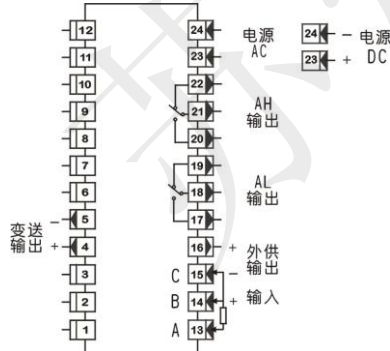 12 24 电源 24 − 电源
11 23 AC 23 + DC
10 22
9 21 AH
8 20 输出
7 19
6 18 AL
输出
变送 − 5 17
输出 + 4 16 + 外供
3 C 15 − 输出
2 B 14 + 输入
1 A 13